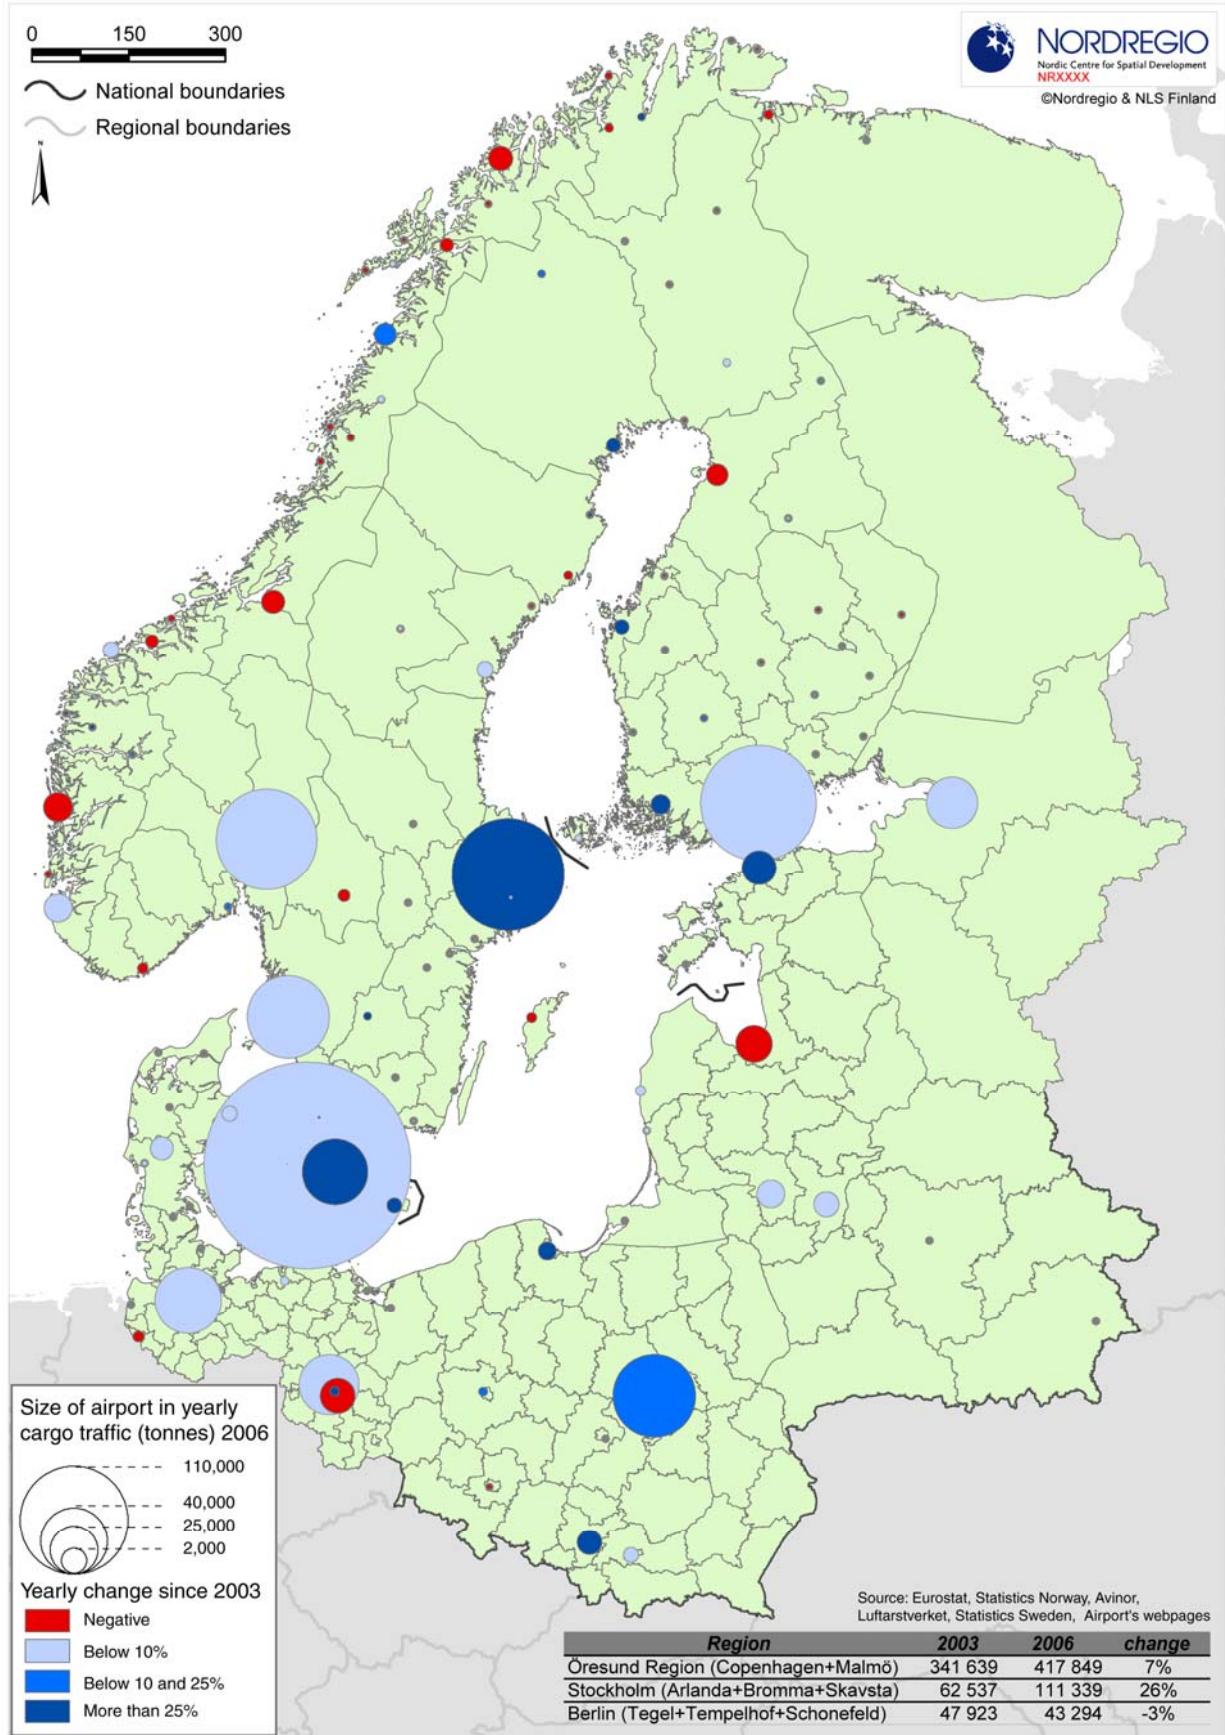 0 150 300
National boundaries
Regional boundaries
N
NORDREGIO
Nordic Centre for Spatial Development
NRXXXX
©Nordregio & NLS Finland
Size of airport in yearly
cargo traffic (tonnes) 2006
110,000
40,000
25,000
2,000
Yearly change since 2003
Negative
Below 10%
Below 10 and 25%
More than 25%
Source: Eurostat, Statistics Norway, Avinor,
Luftarstverket, Statistics Sweden, Airport's webpages
Region 2003 2006 change
Öresund Region (Copenhagen+Malmö) 341 639 417 849 7%
Stockholm (Arlanda+Bromma+Skavsta) 62 537 111 339 26%
Berlin (Tegel+Tempelhof+Schonefeld) 47 923 43 294 -3%